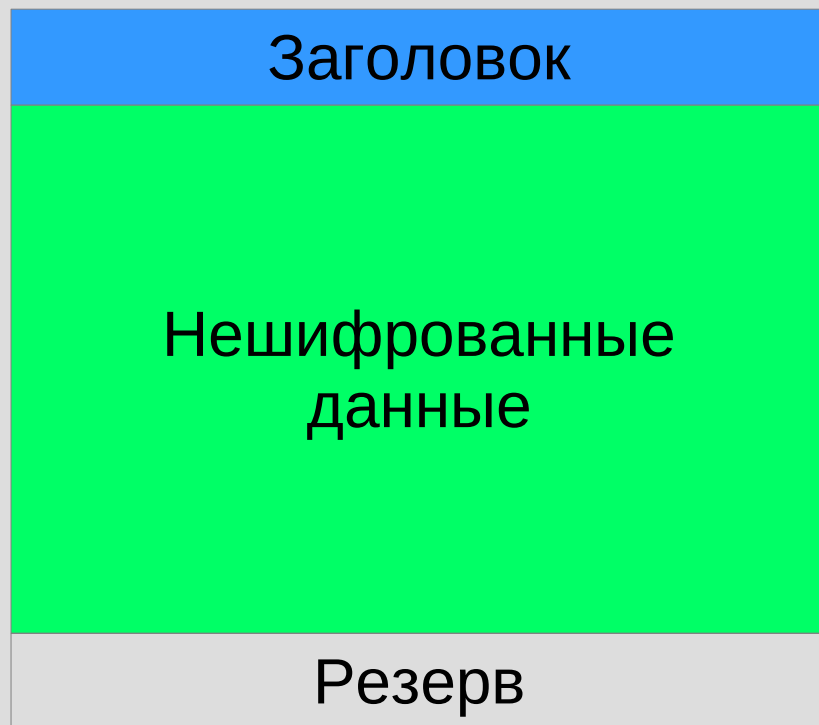 Заголовок
Нешифрованные
данные
Резерв